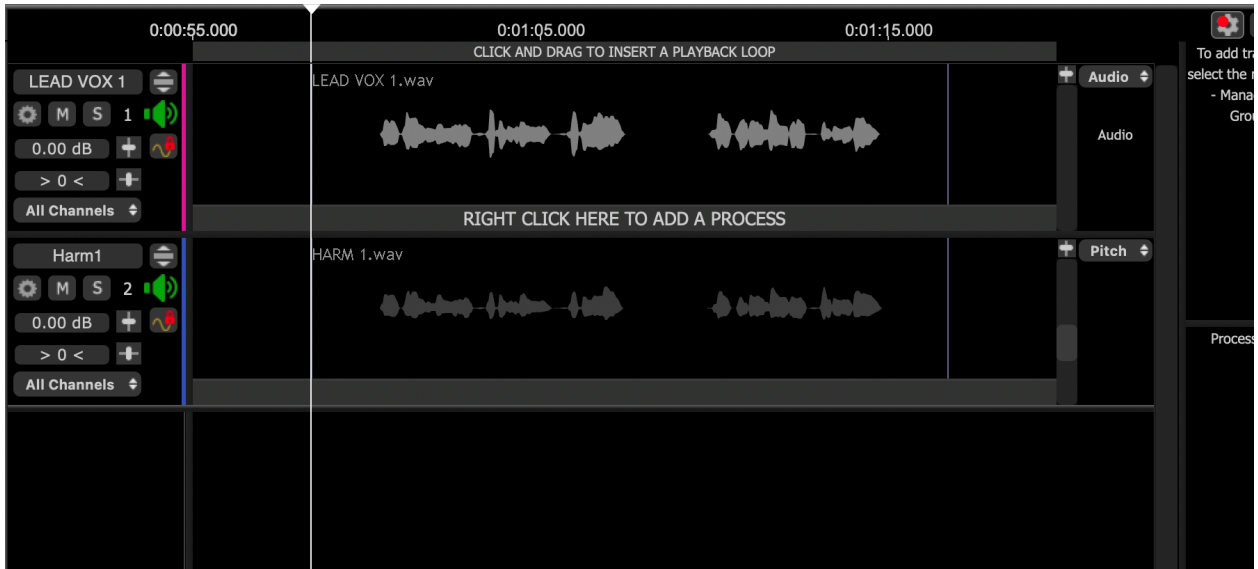 0:00:55.000 0:01:05.000 0:01:15.000
CLICK AND DRAG TO INSERT A PLAYBACK LOOP
To add tra
select the r
- Mana
Grou
LEAD VOX 1
LEAD VOX 1.wav
Audio
M S 1
0.00 dB
Audio
> 0 <
All Channels
RIGHT CLICK HERE TO ADD A PROCESS
Harm1
HARM 1.wav
Pitch
M S 2
0.00 dB
Process
> 0 <
All Channels